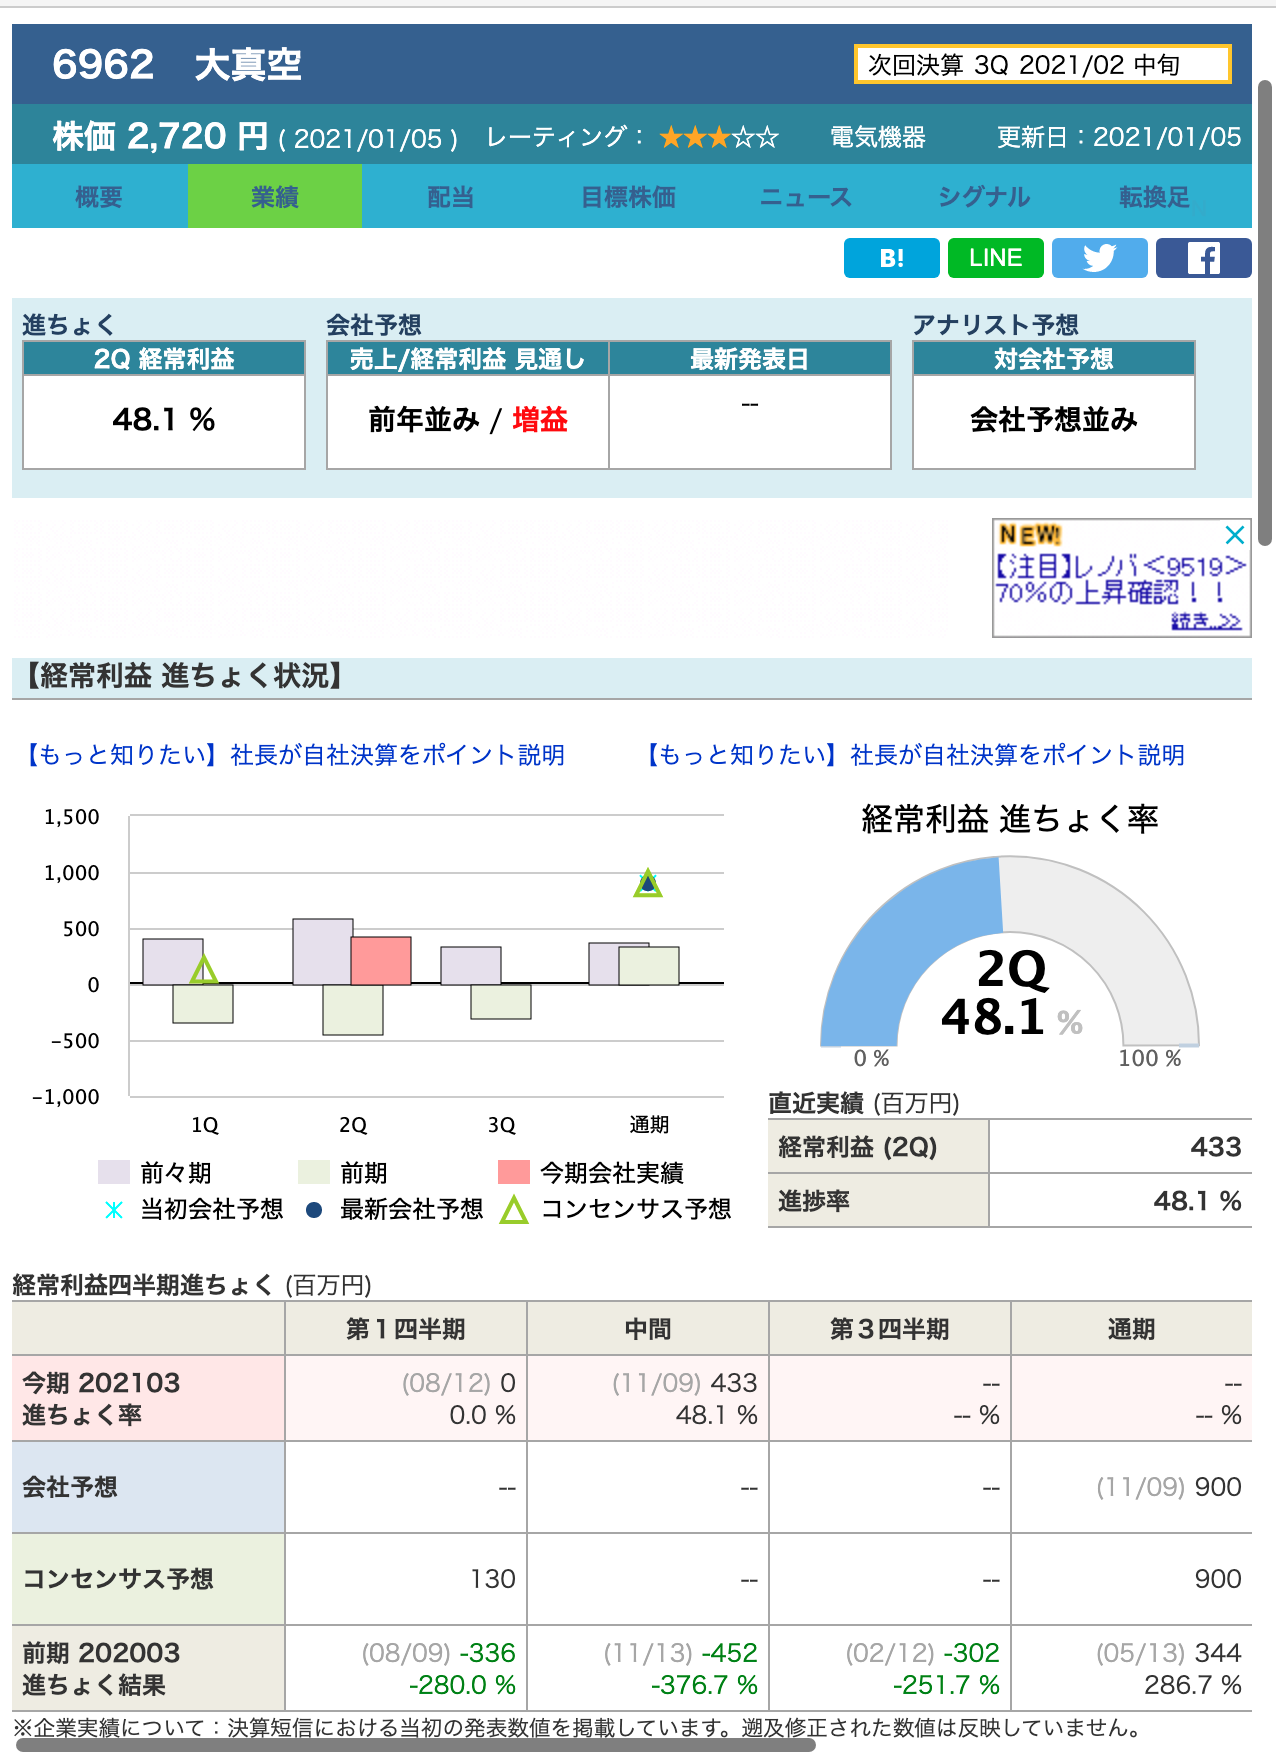 6962 大真空
次回決算 3Q 2021/02 中旬
株価 2,720 円 ( 2021/01/05 ) レーティング： ★★★☆☆ 電気機器 更新日：2021/01/05
概要 業績 配当 目標株価 ニュース シグナル 転換足
B! LINE
進ちょく 会社予想 アナリスト予想
2Q 経常利益 売上/経常利益 見通し 最新発表日 対会社予想
48.1 % 前年並み / 増益 -- 会社予想並み
NEW!
【注目】レノバ<9519>
70%の上昇確認！！
続き..>>
【経常利益 進ちょく状況】
【もっと知りたい】社長が自社決算をポイント説明 【もっと知りたい】社長が自社決算をポイント説明
1,500
1,000
500
0
-500
-1,000
1Q 2Q 3Q 通期
前々期 前期 今期会社実績
当初会社予想 最新会社予想 コンセンサス予想
経常利益 進ちょく率
2Q
48.1 %
0 % 100 %
直近実績 (百万円)
経常利益 (2Q) 433
進捗率 48.1 %
経常利益四半期進ちょく (百万円)
第１四半期 中間 第３四半期 通期
今期 202103 (08/12) 0 (11/09) 433 -- --
進ちょく率 0.0 % 48.1 % -- % -- %
会社予想 -- -- -- (11/09) 900
コンセンサス予想 130 -- -- 900
前期 202003 (08/09) -336 (11/13) -452 (02/12) -302 (05/13) 344
進ちょく結果 -280.0 % -376.7 % -251.7 % 286.7 %
※企業実績について：決算短信における当初の発表数値を掲載しています。遡及修正された数値は反映していません。